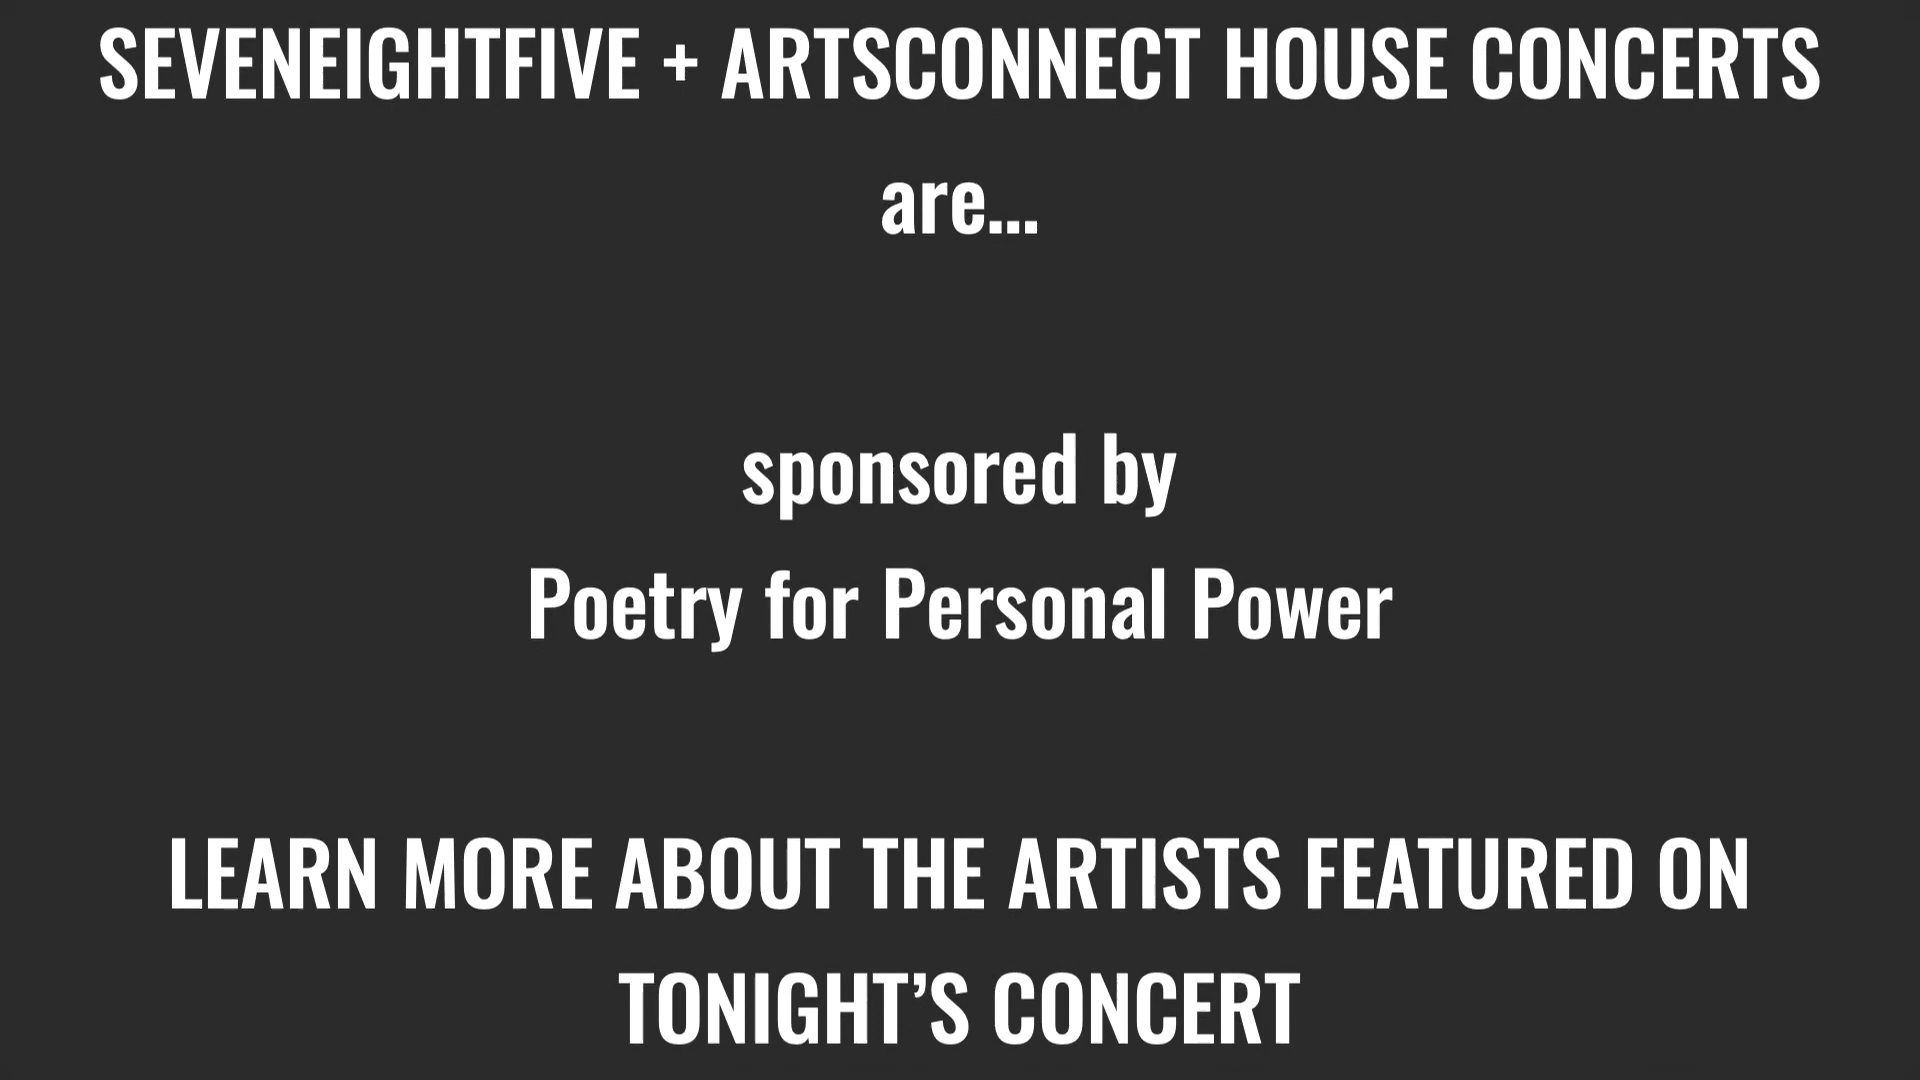 SEVENEIGHTFIVE + ARTSCONNECT HOUSE CONCERTS
are...
sponsored by
Poetry for Personal Power
LEARN MORE ABOUT THE ARTISTS FEATURED ON
TONIGHT’S CONCERT